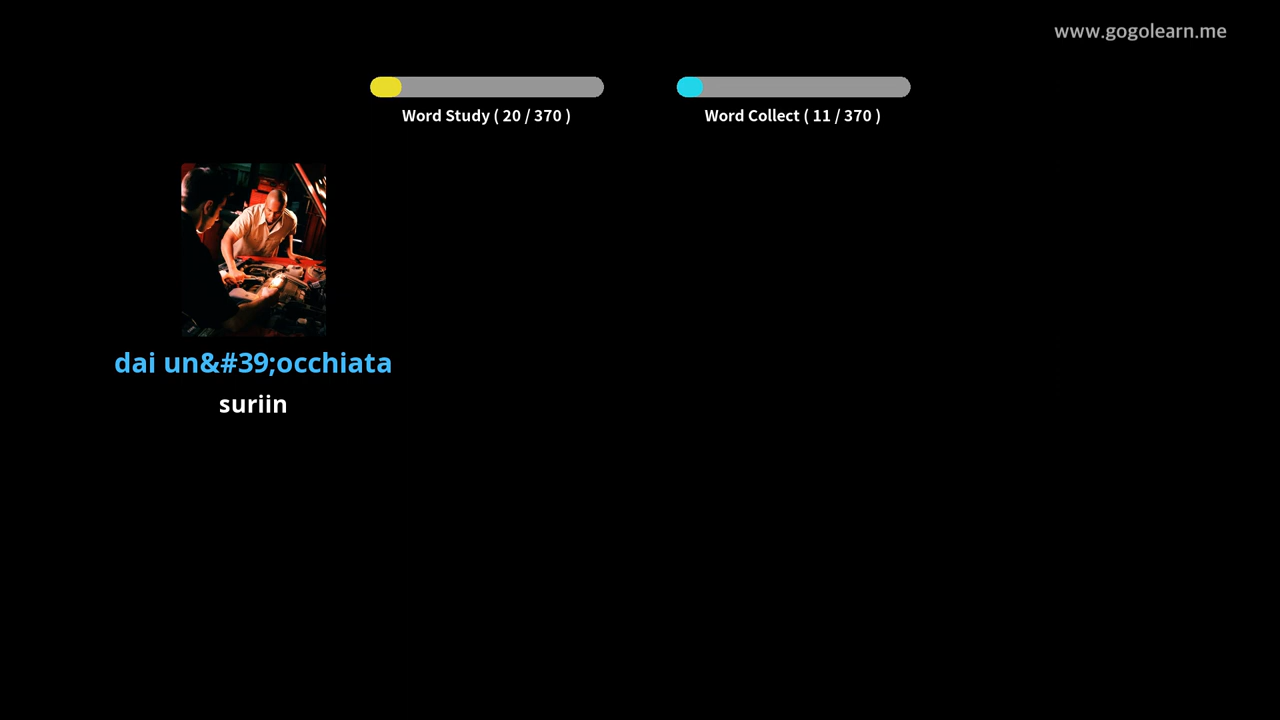 www.gogolearn.me
Word Study ( 20 / 370 )
Word Collect ( 11 / 370 )
dai un&#39;occhiata
suriin